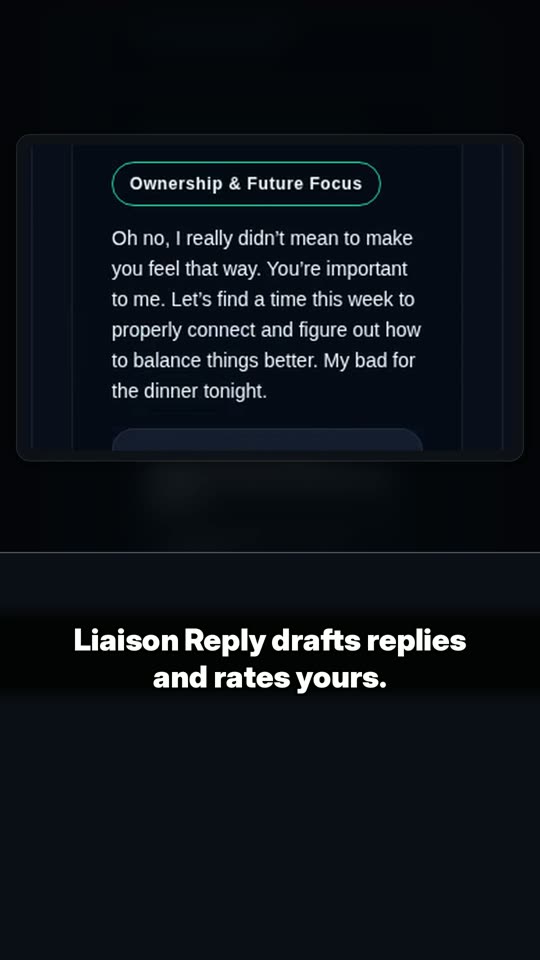 Ownership & Future Focus
Oh no, I really didn’t mean to make
you feel that way. You’re important
to me. Let’s find a time this week to
properly connect and figure out how
to balance things better. My bad for
the dinner tonight.
Liaison Reply drafts replies
and rates yours.